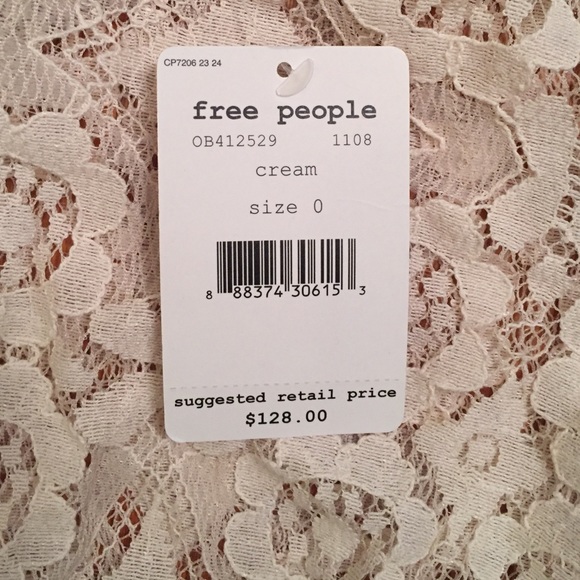 CP7206 23 24
free people
OB412529 1108
cream
size 0
8 88374 30615 3
suggested retail price
$128.00